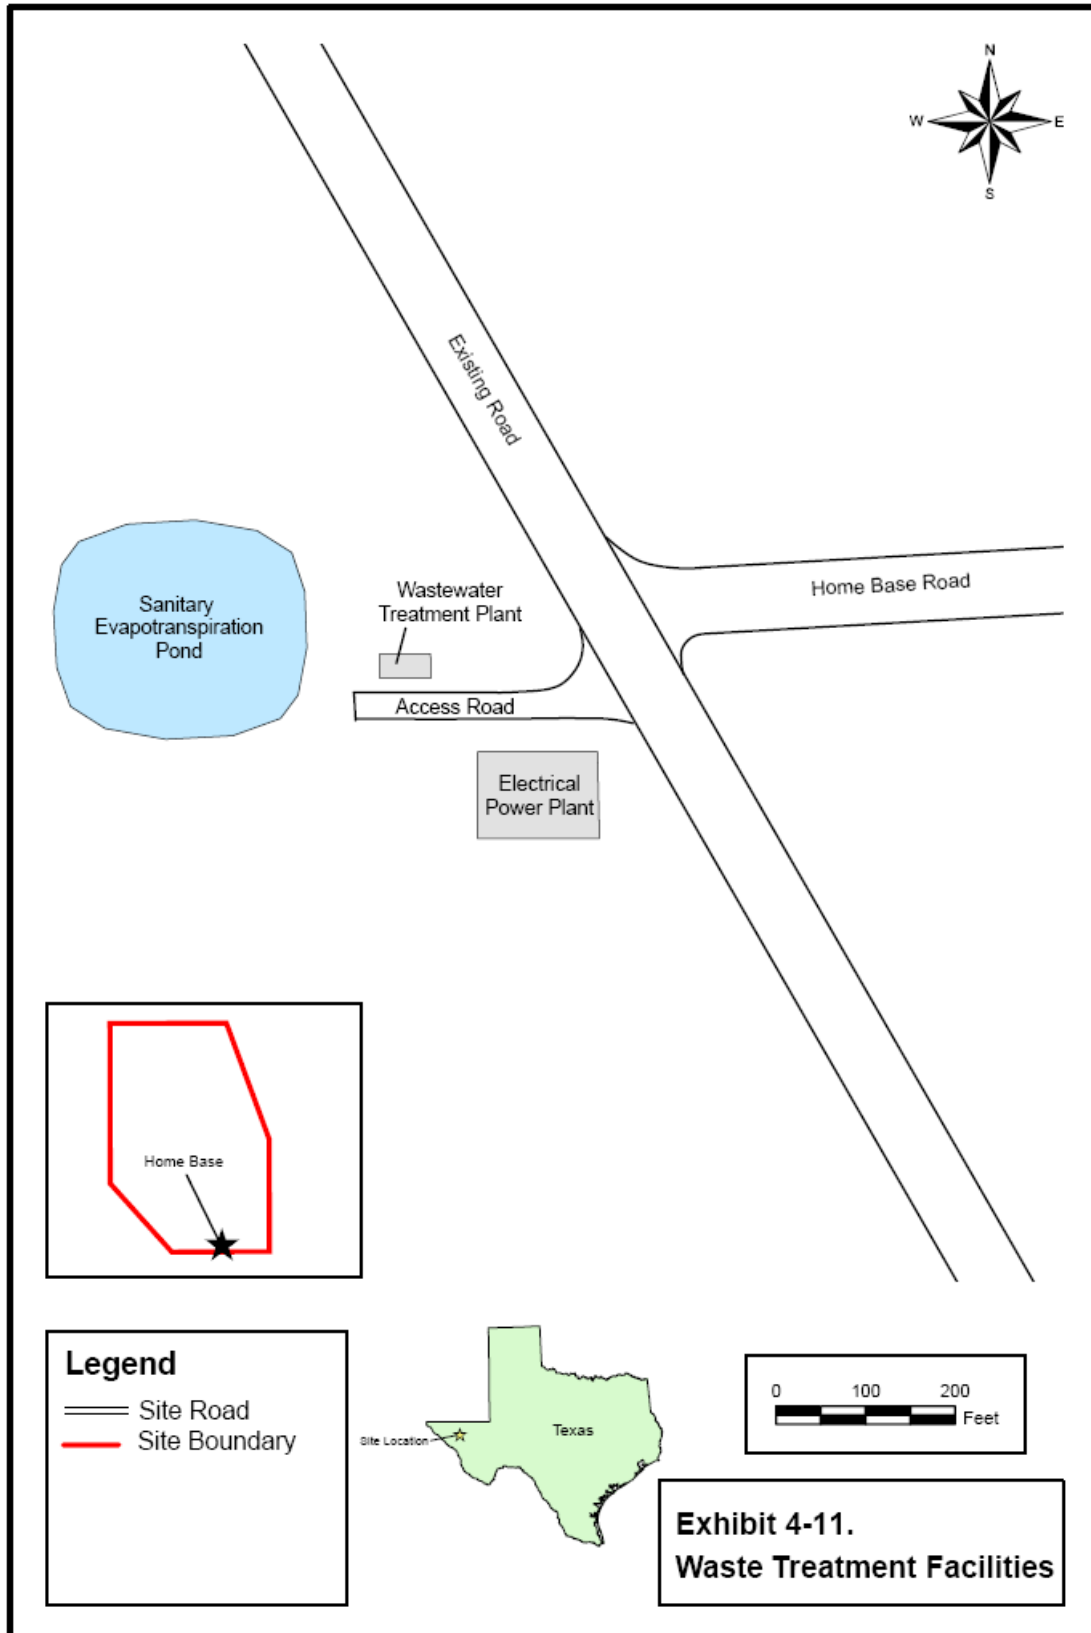 N
W
E
S
Existing Road
Home Base Road
Sanitary
Evapotranspiration
Pond
Wastewater
Treatment Plant
Access Road
Electrical
Power Plant
Home Base
Legend
Site Road
Site Boundary
Site Location
Texas
0 100 200
Feet
Exhibit 4-11.
Waste Treatment Facilities